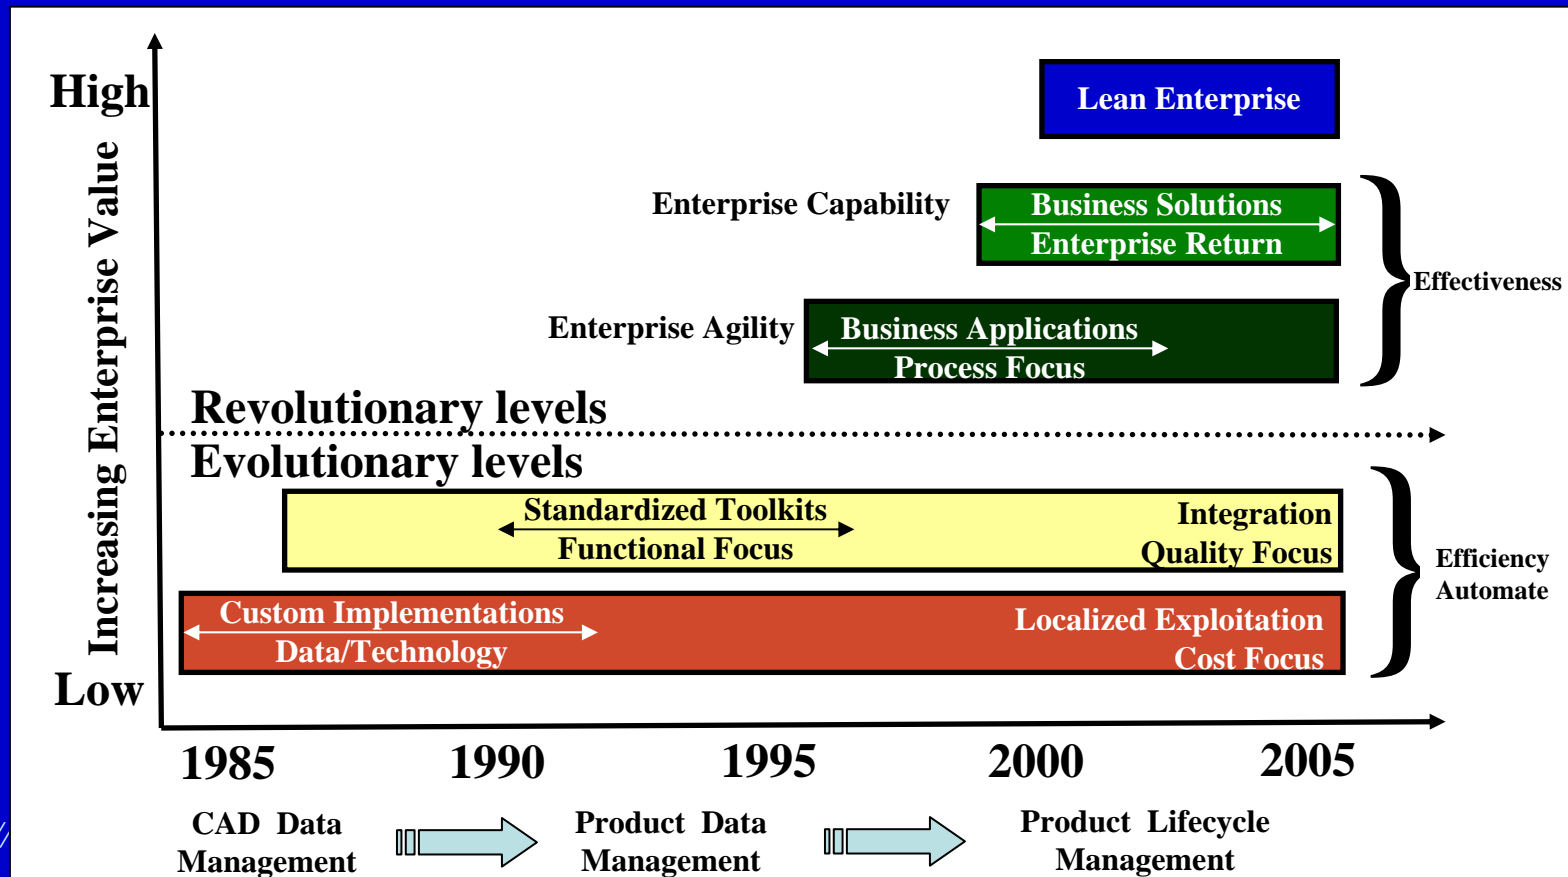 High
Increasing Enterprise Value
Low
Lean Enterprise
Enterprise Capability
Business Solutions
Enterprise Return
Effectiveness
Enterprise Agility
Business Applications
Process Focus
Revolutionary levels
Evolutionary levels
Standardized Toolkits
Functional Focus
Integration
Quality Focus
Efficiency
Automate
Custom Implementations
Data/Technology
Localized Exploitation
Cost Focus
1985 1990 1995 2000 2005
CAD Data
Management
Product Data
Management
Product Lifecycle
Management